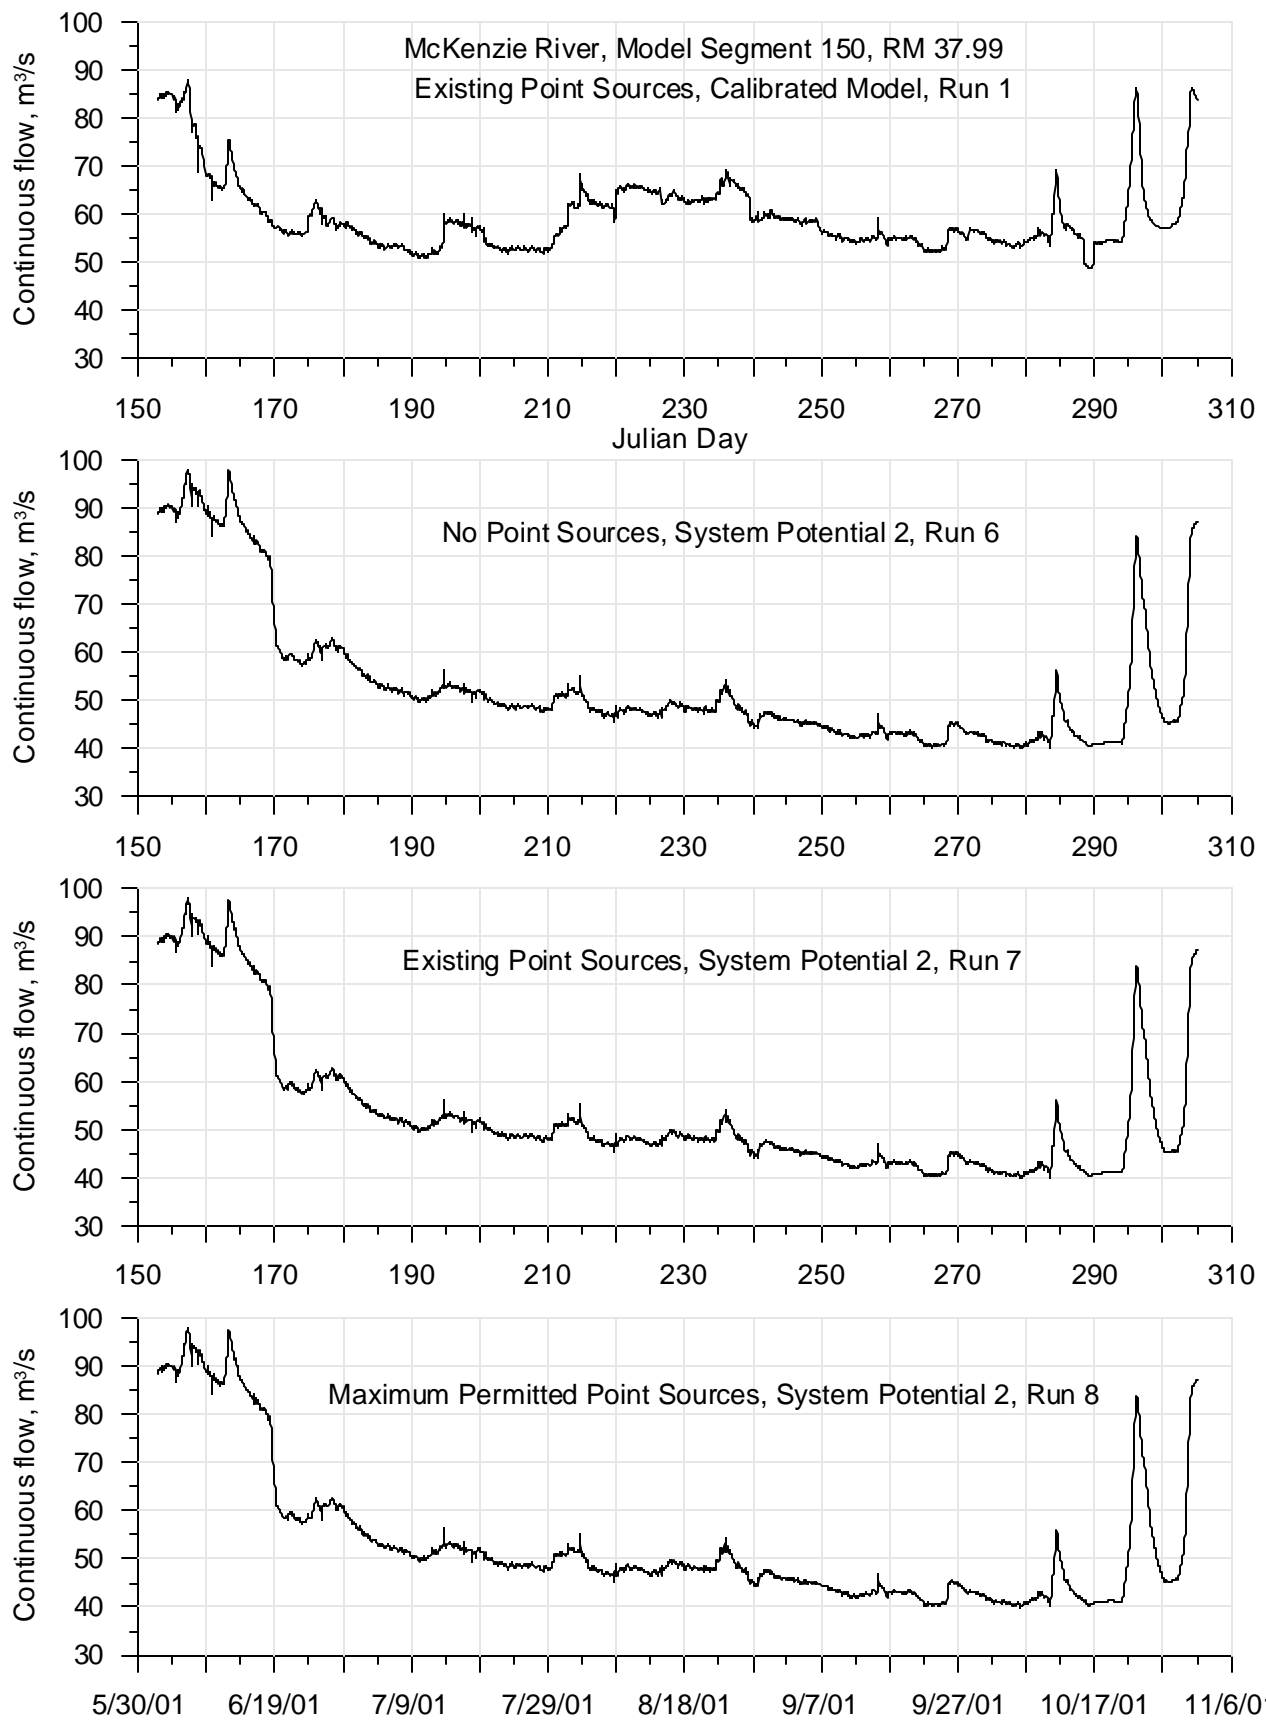 100
McKenzie River, Model Segment 150, RM 37.99
90
Existing Point Sources, Calibrated Model, Run 1
80
70
60
50
40
30
Continuous flow, m³/s
150 170 190 210 230 250 270 290 310
Julian Day
100
90
No Point Sources, System Potential 2, Run 6
80
70
60
50
40
30
Continuous flow, m³/s
150 170 190 210 230 250 270 290 310
100
90
Existing Point Sources, System Potential 2, Run 7
80
70
60
50
40
30
Continuous flow, m³/s
150 170 190 210 230 250 270 290 310
100
90
Maximum Permitted Point Sources, System Potential 2, Run 8
80
70
60
50
40
30
Continuous flow, m³/s
5/30/01 6/19/01 7/9/01 7/29/01 8/18/01 9/7/01 9/27/01 10/17/01 11/6/0